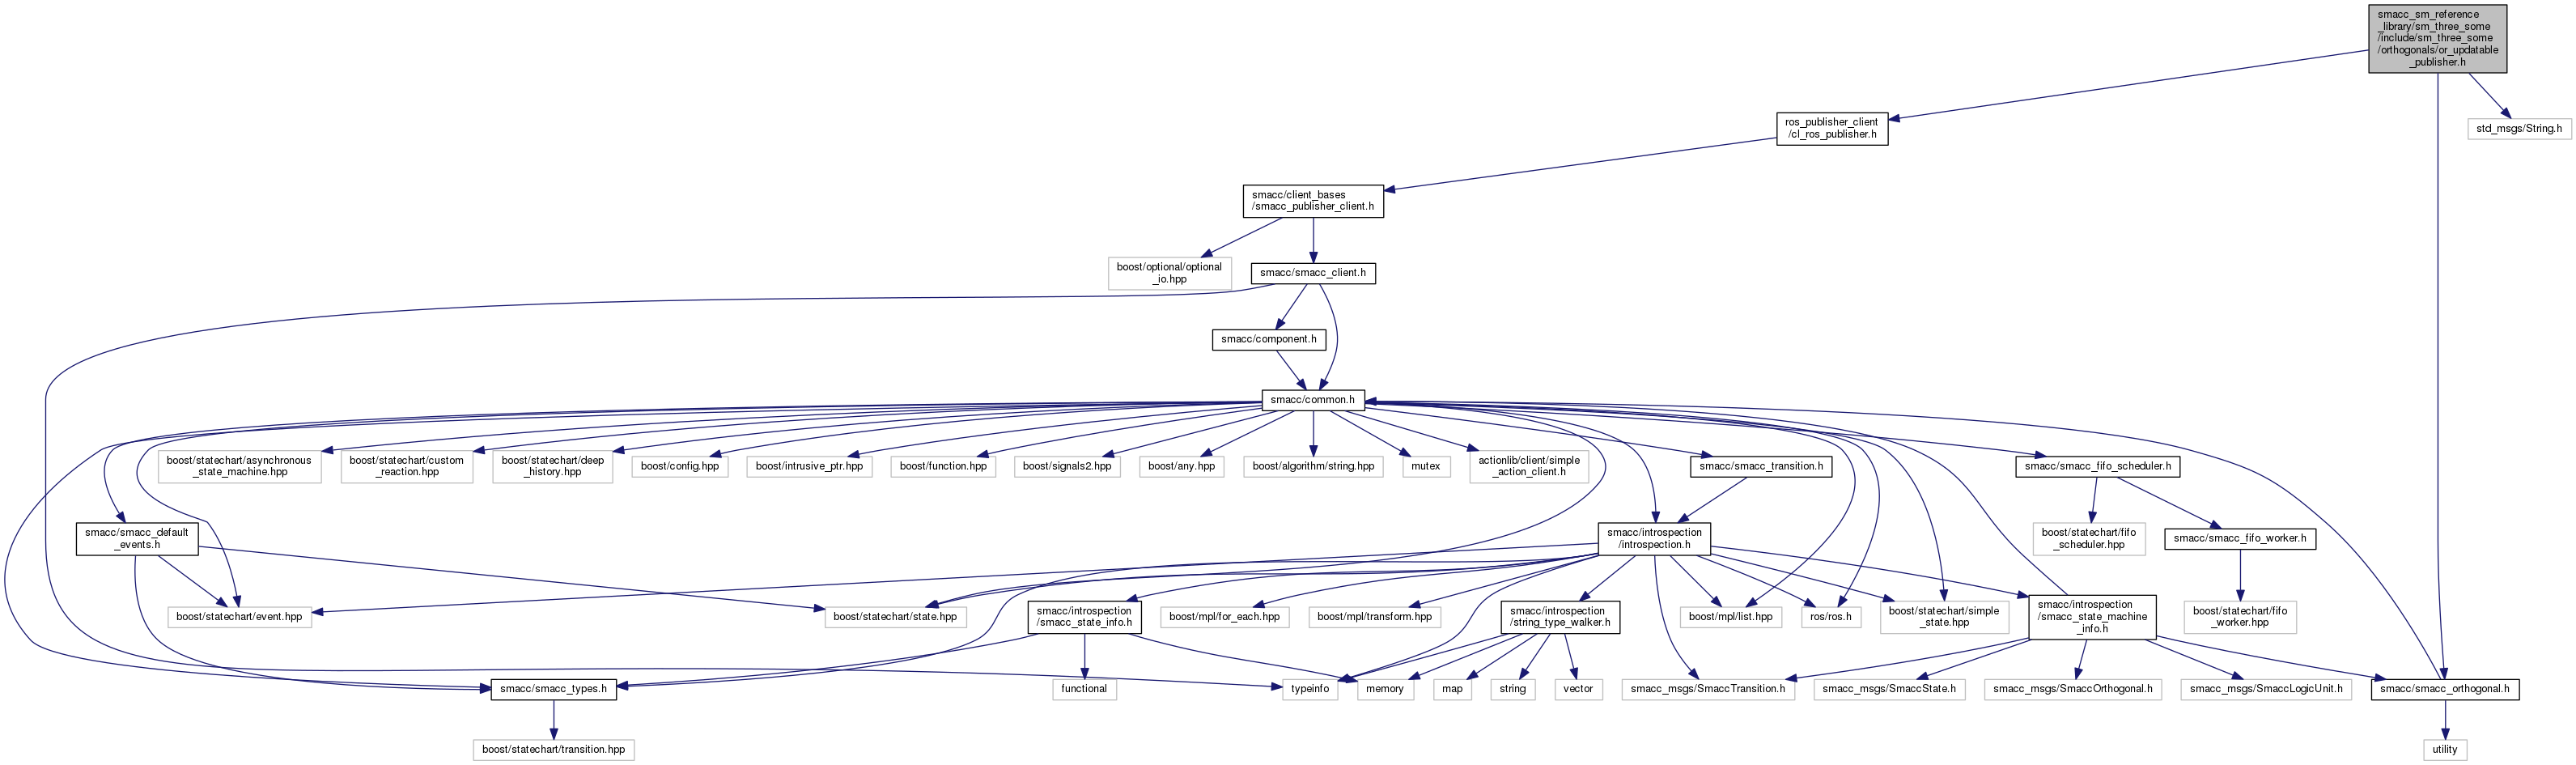 smacc_sm_reference
_library/sm_three_some
/include/sm_three_some
/orthogonals/or_updatable
_publisher.h
ros_publisher_client
/cl_ros_publisher.h
std_msgs/String.h
smacc/client_bases
/smacc_publisher_client.h
boost/optional/optional
_io.hpp
smacc/smacc_client.h
smacc/component.h
smacc/common.h
boost/statechart/asynchronous
_state_machine.hpp
boost/statechart/custom
_reaction.hpp
boost/statechart/deep
_history.hpp
boost/config.hpp
boost/intrusive_ptr.hpp
boost/function.hpp
boost/signals2.hpp
boost/any.hpp
boost/algorithm/string.hpp
mutex
actionlib/client/simple
_action_client.h
smacc/smacc_transition.h
smacc/smacc_fifo_scheduler.h
smacc/smacc_default
_events.h
smacc/introspection
/introspection.h
boost/statechart/fifo
_scheduler.hpp
smacc/smacc_fifo_worker.h
boost/statechart/event.hpp
boost/statechart/state.hpp
smacc/introspection
/smacc_state_info.h
boost/mpl/for_each.hpp
boost/mpl/transform.hpp
smacc/introspection
/string_type_walker.h
boost/mpl/list.hpp
ros/ros.h
boost/statechart/simple
_state.hpp
smacc/introspection
/smacc_state_machine
_info.h
boost/statechart/fifo
_worker.hpp
smacc/smacc_types.h
functional
typeinfo
memory
map
string
vector
smacc_msgs/SmaccTransition.h
smacc_msgs/SmaccState.h
smacc_msgs/SmaccOrthogonal.h
smacc_msgs/SmaccLogicUnit.h
smacc/smacc_orthogonal.h
boost/statechart/transition.hpp
utility